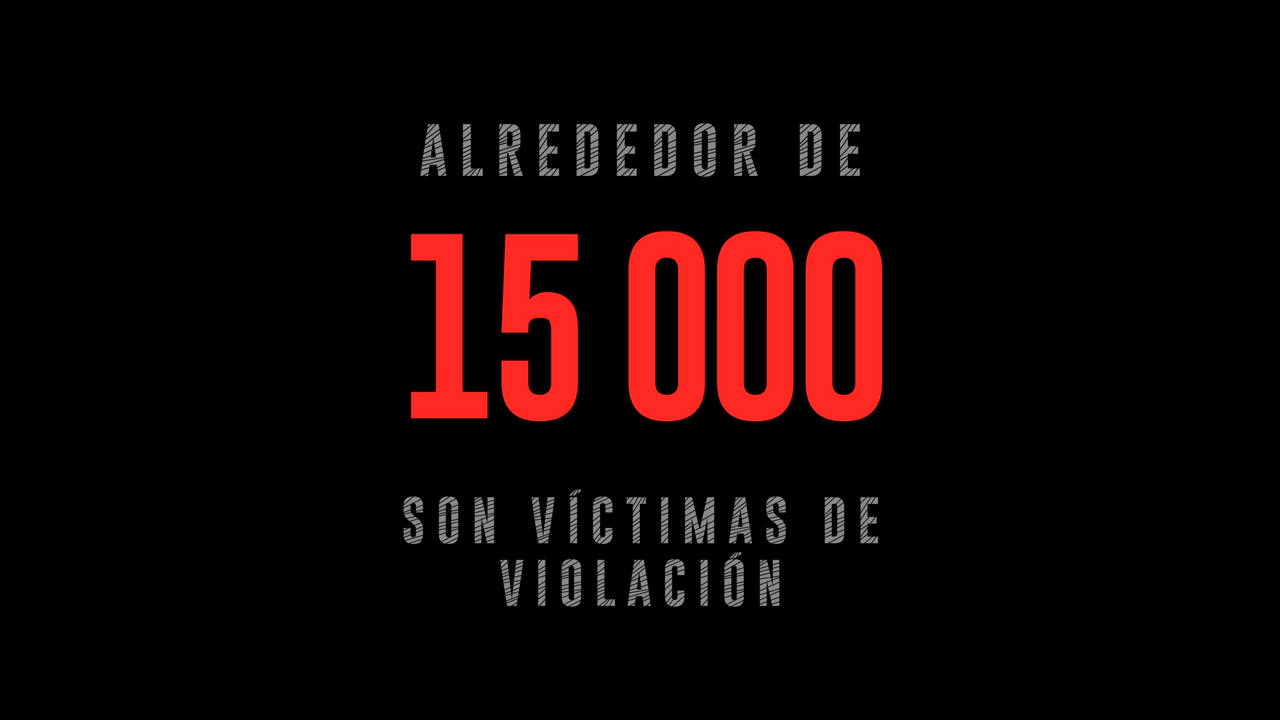 ALREDEDOR DE
15 000
SON VÍCTIMAS DE
VIOLACIÓN